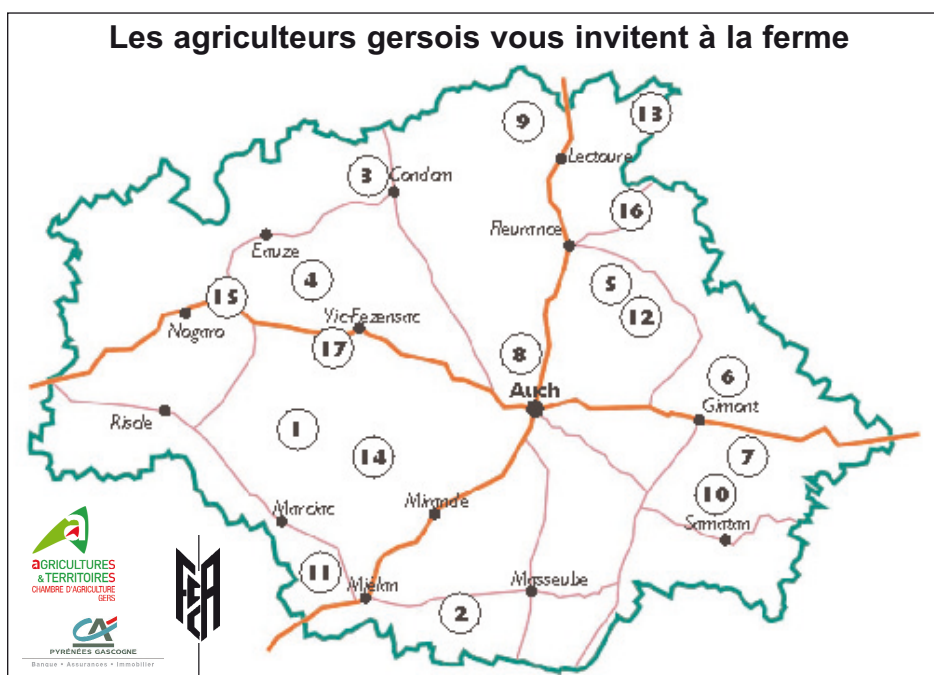 Les agriculteurs gersois vous invitent à la ferme
9
13
Lectoure
3
Condom
16
Fleurance
Eauze
4
5
15
12
Nogaro
Vic-Fezensac
17
8
6
Auch
Gimont
Riscle
1
14
7
10
Mirande
Marciac
Samatan
11
Miélan
Masseube
2
AGRICULTURES
& TERRITOIRES
CHAMBRE D'AGRICULTURE
GERS
CA
PYRÉNÉES GASCOGNE
Banque • Assurances • Immobilier